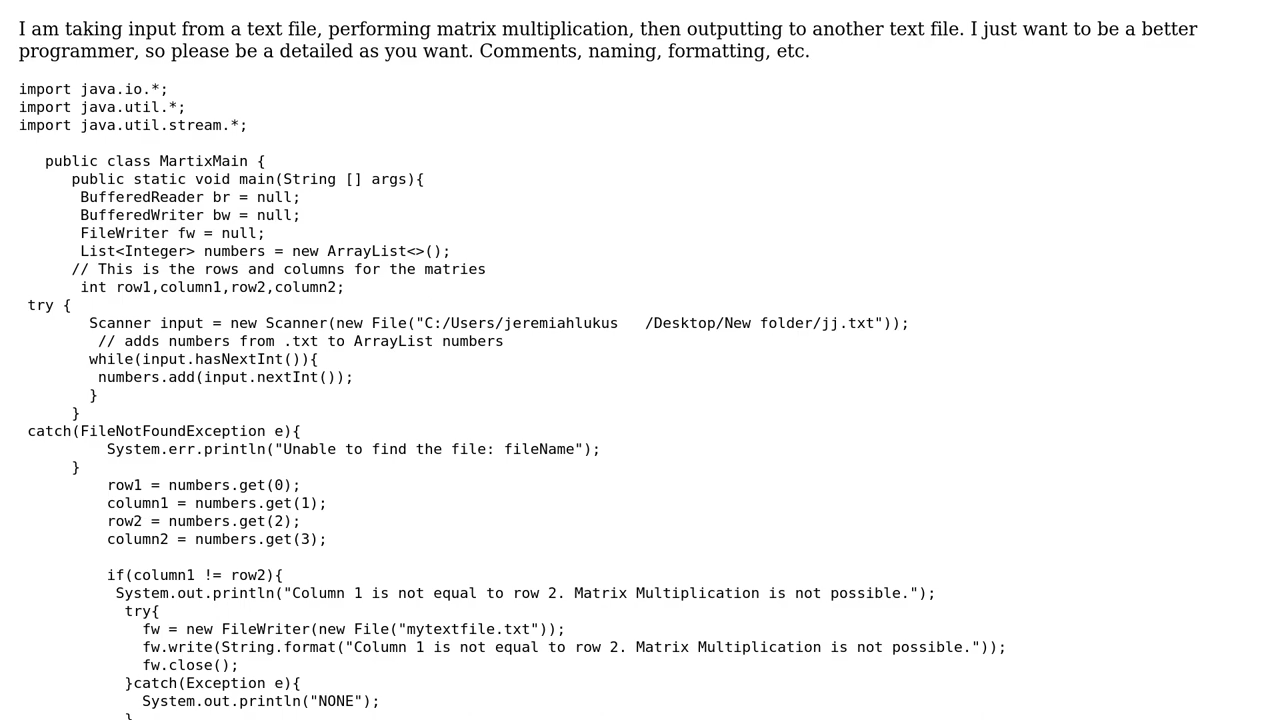 I am taking input from a text file, performing matrix multiplication, then outputting to another text file. I just want to be a better
programmer, so please be a detailed as you want. Comments, naming, formatting, etc.
import java.io.*;
import java.util.*;
import java.util.stream.*;
public class MartixMain {
public static void main(String [] args){
BufferedReader br = null;
BufferedWriter bw = null;
FileWriter fw = null;
List<Integer> numbers = new ArrayList<>();
// This is the rows and columns for the matries
int row1,column1,row2,column2;
try {
Scanner input = new Scanner(new File("C:/Users/jeremiahlukus   /Desktop/New folder/jj.txt"));
// adds numbers from .txt to ArrayList numbers
while(input.hasNextInt()){
numbers.add(input.nextInt());
}
}
catch(FileNotFoundException e){
System.err.println("Unable to find the file: fileName");
}
row1 = numbers.get(0);
column1 = numbers.get(1);
row2 = numbers.get(2);
column2 = numbers.get(3);
if(column1 != row2){
System.out.println("Column 1 is not equal to row 2. Matrix Multiplication is not possible.");
try{
fw = new FileWriter(new File("mytextfile.txt"));
fw.write(String.format("Column 1 is not equal to row 2. Matrix Multiplication is not possible."));
fw.close();
}catch(Exception e){
System.out.println("NONE");
}